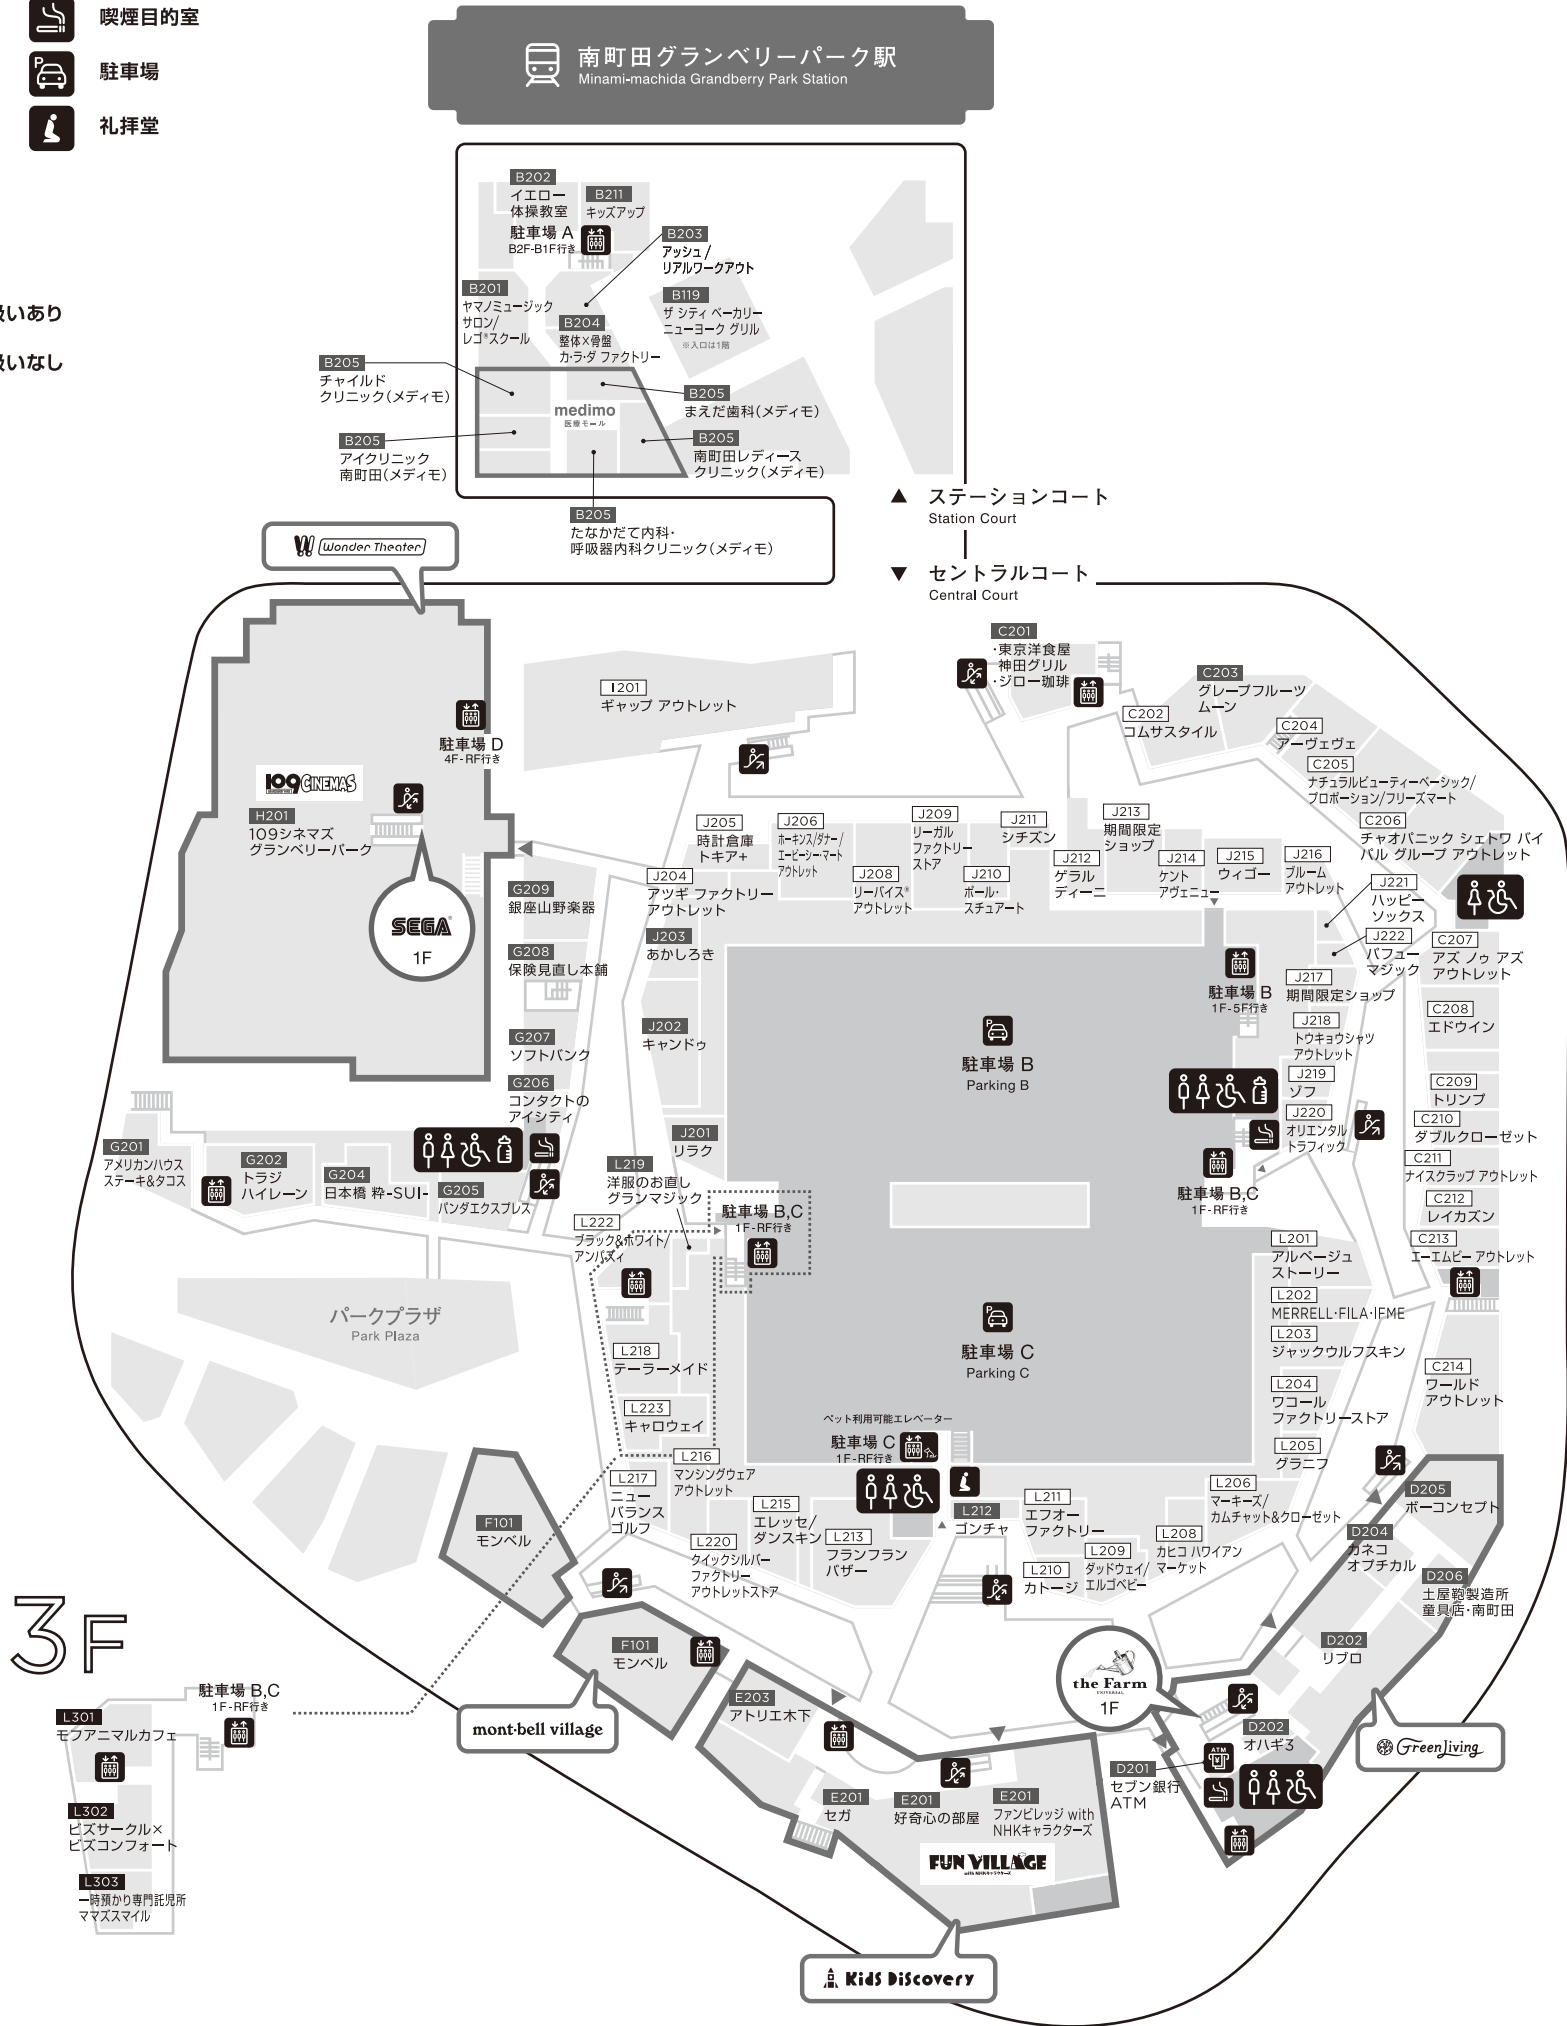 喫煙目的室
駐車場
礼拝堂
扱いあり
扱いなし
南町田グランベリーパーク駅
Minami-machida Grandberry Park Station
B202
イエロー
体操教室
B211
キッズアップ
駐車場 A
B2F-B1F行き
B203
アッシュ/
リアルワークアウト
B201
ヤマノミュージック
サロン/
レゴ®スクール
B204
整体×骨盤
カ・ラ・ダ ファクトリー
B119
ザ シティ ベーカリー
ニューヨーク グリル
※入口は1階
B205
チャイルド
クリニック(メディモ)
medimo
医療モール
B205
まえだ歯科(メディモ)
B205
アイクリニック
南町田(メディモ)
B205
南町田レディース
クリニック(メディモ)
B205
たなかだて内科・
呼吸器内科クリニック(メディモ)
▲ ステーションコート
Station Court
▼ セントラルコート
Central Court
Wonder Theater
駐車場 D
4F-RF行き
109CINEMAS
H201
109シネマズ
グランベリーパーク
SEGA®
1F
I201
ギャップ アウトレット
C201
・東京洋食屋
神田グリル
・ジロー珈琲
C202
コムサスタイル
C203
グレープフルーツ
ムーン
C204
アーヴェヴェ
C205
ナチュラルビューティーベーシック/
プロポーション/フリーズマート
C206
チャオパニック シェトワ パイ
パル グループ アウトレット
J205
時計倉庫
トキア+
J206
ホーキンス/ダナー/
エービーシー・マート
アウトレット
J208
リーバイス®
アウトレット
J209
リーガル
ファクトリー
ストア
J210
ポール・
スチュアート
J211
シチズン
J212
ゲラル
ディーニ
J213
期間限定
ショップ
J214
ケント
アヴェニュー
J215
ウィゴー
J216
ブルーム
アウトレット
J221
ハッピー
ソックス
J222
パフュー
マジック
J204
アツギ ファクトリー
アウトレット
J203
あかしろき
J202
キャンドゥ
J201
リラク
G209
銀座山野楽器
G208
保険見直し本舗
G207
ソフトバンク
G206
コンタクトの
アイシティ
G201
アメリカンハウス
ステーキ&タコス
G202
トラジ
ハイレーン
G204
日本橋 粋-SUI-
G205
パンダエクスプレス
駐車場 B
1F-5F行き
J217
期間限定ショップ
J218
トウキョウシャツ
アウトレット
J219
ゾフ
J220
オリエンタル
トラフィック
C207
アズ ノゥ アズ
アウトレット
C208
エドウイン
C209
トリンプ
C210
ダブルクローゼット
C211
ナイスクラップ アウトレット
C212
レイカズン
C213
エーエムビー アウトレット
C214
ワールド
アウトレット
駐車場 B
Parking B
駐車場 B,C
1F-RF行き
駐車場 C
Parking C
L219
洋服のお直し
グランマジック
駐車場 B,C
1F-RF行き
L222
ブラック&ホワイト/
アンパスィ
L218
テーラーメイド
L223
キャロウェイ
L217
ニュー
バランス
ゴルフ
L216
マンシングウェア
アウトレット
L220
クイックシルバー
ファクトリー
アウトレットストア
L215
エレッセ/
ダンスキン
L213
フランフラン
バザー
ペット利用可能エレベーター
駐車場 C
1F-RF行き
L212
ゴンチャ
L211
エフオー
ファクトリー
L210
カトージ
L209
ダッドウェイ/
エルゴベビー
L208
カヒコ ハワイアン
マーケット
L206
マーキーズ/
カムチャット&クローゼット
L205
グラニフ
L204
ワコール
ファクトリーストア
L203
ジャックウルフスキン
L202
MERRELL・FILA・IFME
L201
アルページュ
ストーリー
パークプラザ
Park Plaza
F101
モンベル
F101
モンベル
mont-bell village
D205
ボーコンセプト
D204
カネコ
オプチカル
D206
土屋鞄製造所
童具店・南町田
D202
リブロ
the Farm
UNIVERSAL
1F
D202
オハギ3
ATM
D201
セブン銀行
ATM
Green Living
E203
アトリエ木下
E201
セガ
E201
好奇心の部屋
E201
ファンビレッジ with
NHKキャラクターズ
FUN VILLAGE
with NHKキャラクターズ
Kids Discovery
3F
駐車場 B,C
1F-RF行き
L301
モフアニマルカフェ
L302
ビズサークル×
ビズコンフォート
L303
一時預かり専門託児所
ママズスマイル